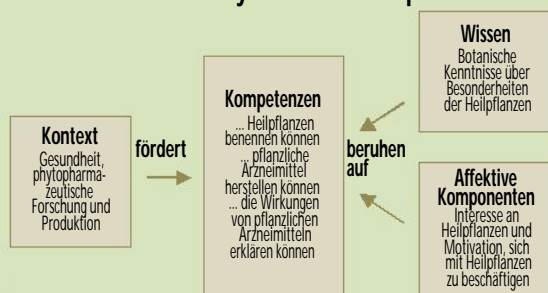 Kontext
Gesundheit,
phytopharma-
zeutische
Forschung und
Produktion
fördert
Kompetenzen
... Heilpflanzen
benennen können
... pflanzliche
Arzneimittel
herstellen können
... die Wirkungen
von pflanzlichen
Arzneimitteln
erklären können
beruhen
auf
Wissen
Botanische
Kenntnisse über
Besonderheiten
der Heilpflanzen
Affektive
Komponenten
Interesse an
Heilpflanzen und
Motivation, sich
mit Heilpflanzen
zu beschäftigen